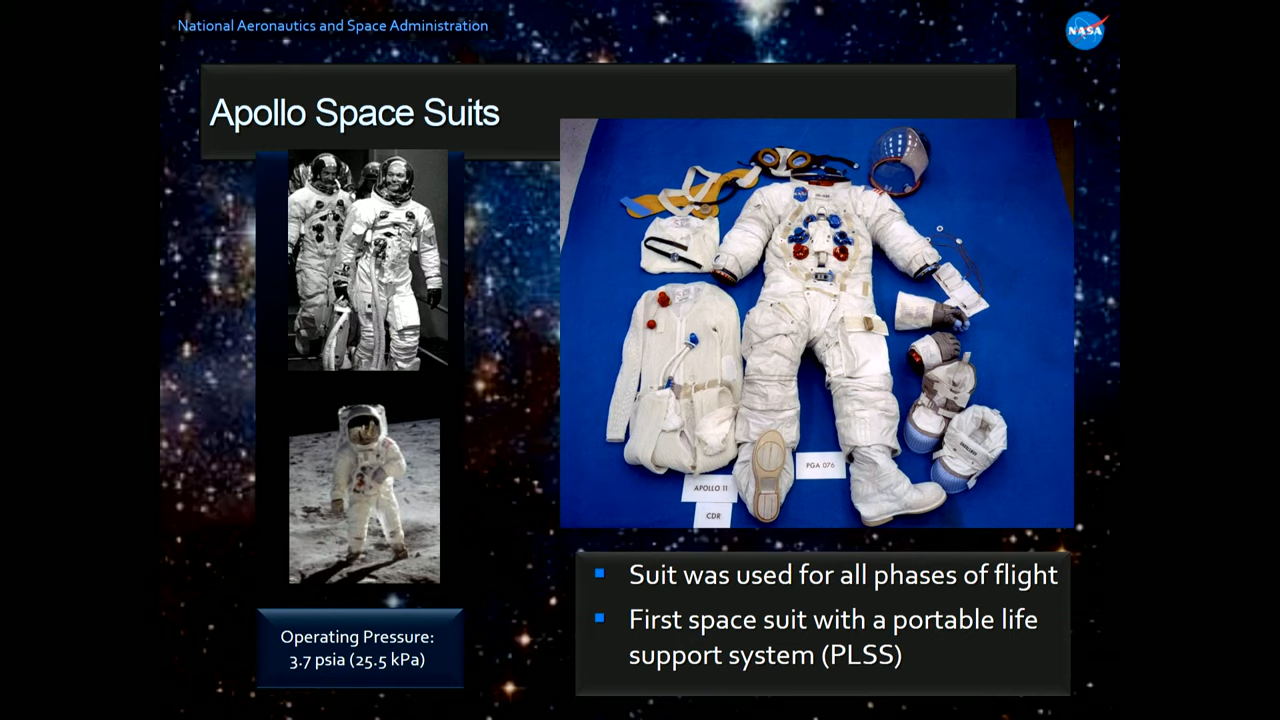 National Aeronautics and Space Administration
NASA
Apollo Space Suits
PGA 076
APOLLO 11
CDR
Operating Pressure:
3.7 psia (25.5 kPa)
Suit was used for all phases of flight
First space suit with a portable life
support system (PLSS)